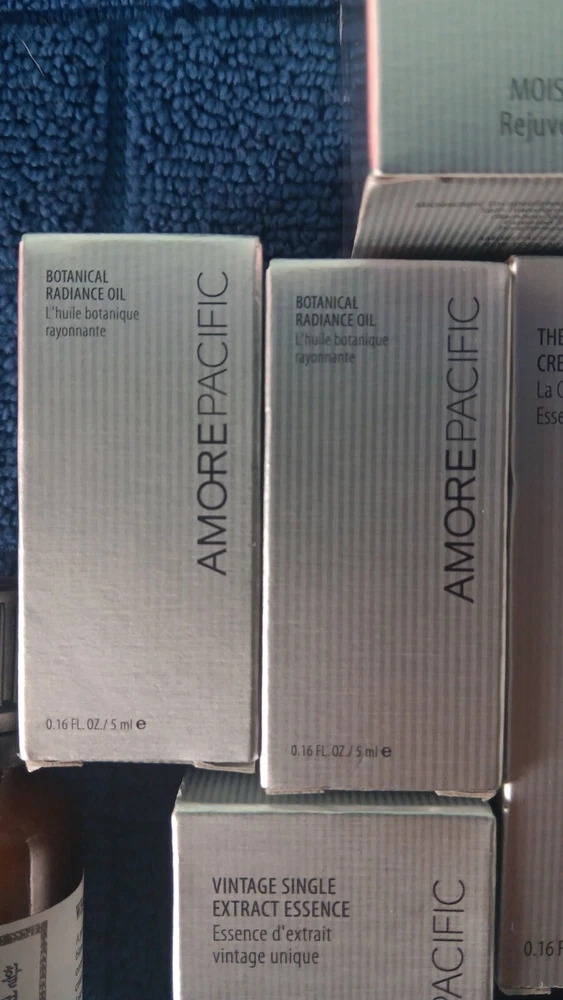 MOIS
Rejuve
BOTANICAL
RADIANCE OIL
L'huile botanique
rayonnante
AMOREPACIFIC
0.16 FL. OZ./ 5 ml e
BOTANICAL
RADIANCE OIL
L'huile botanique
rayonnante
AMOREPACIFIC
0.16 FL. OZ./ 5 ml e
THE
CRE
La C
Esse
0.16 F
VINTAGE SINGLE
EXTRACT ESSENCE
Essence d'extrait
vintage unique
PACIFIC